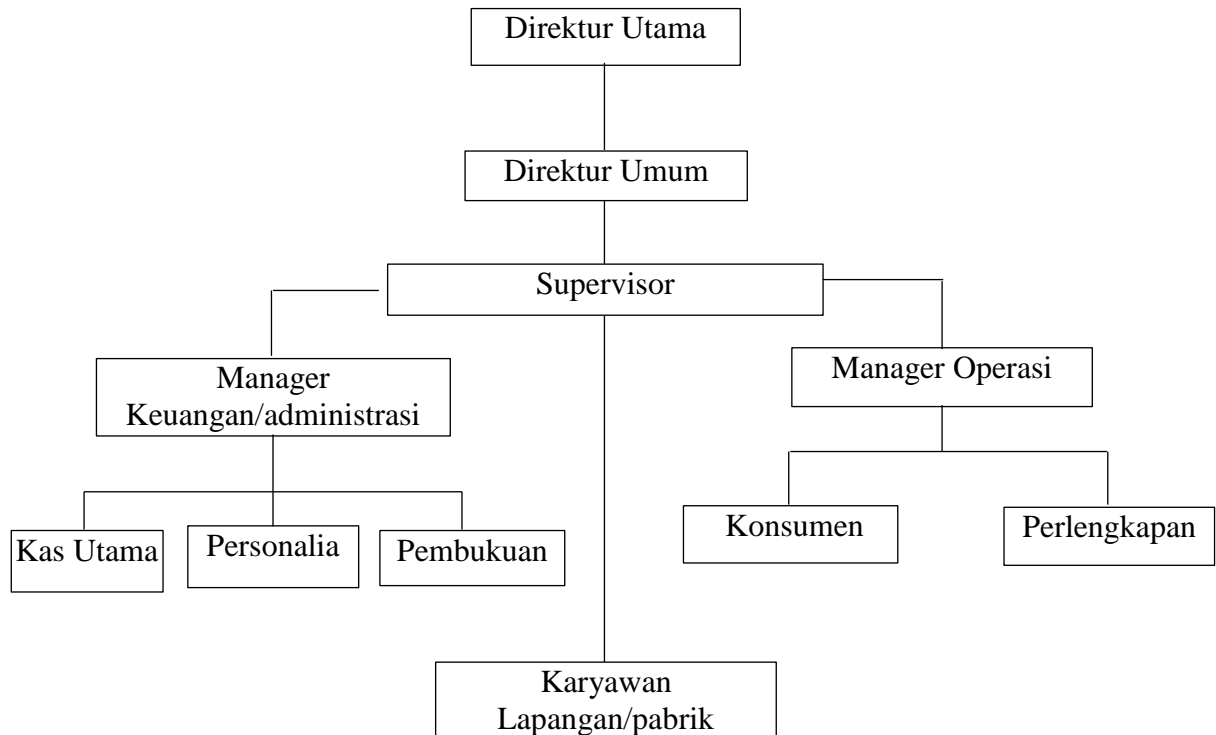 Direktur Utama
Direktur Umum
Supervisor
Manager
Keuangan/administrasi
Manager Operasi
Kas Utama
Personalia
Pembukuan
Konsumen
Perlengkapan
Karyawan
Lapangan/pabrik